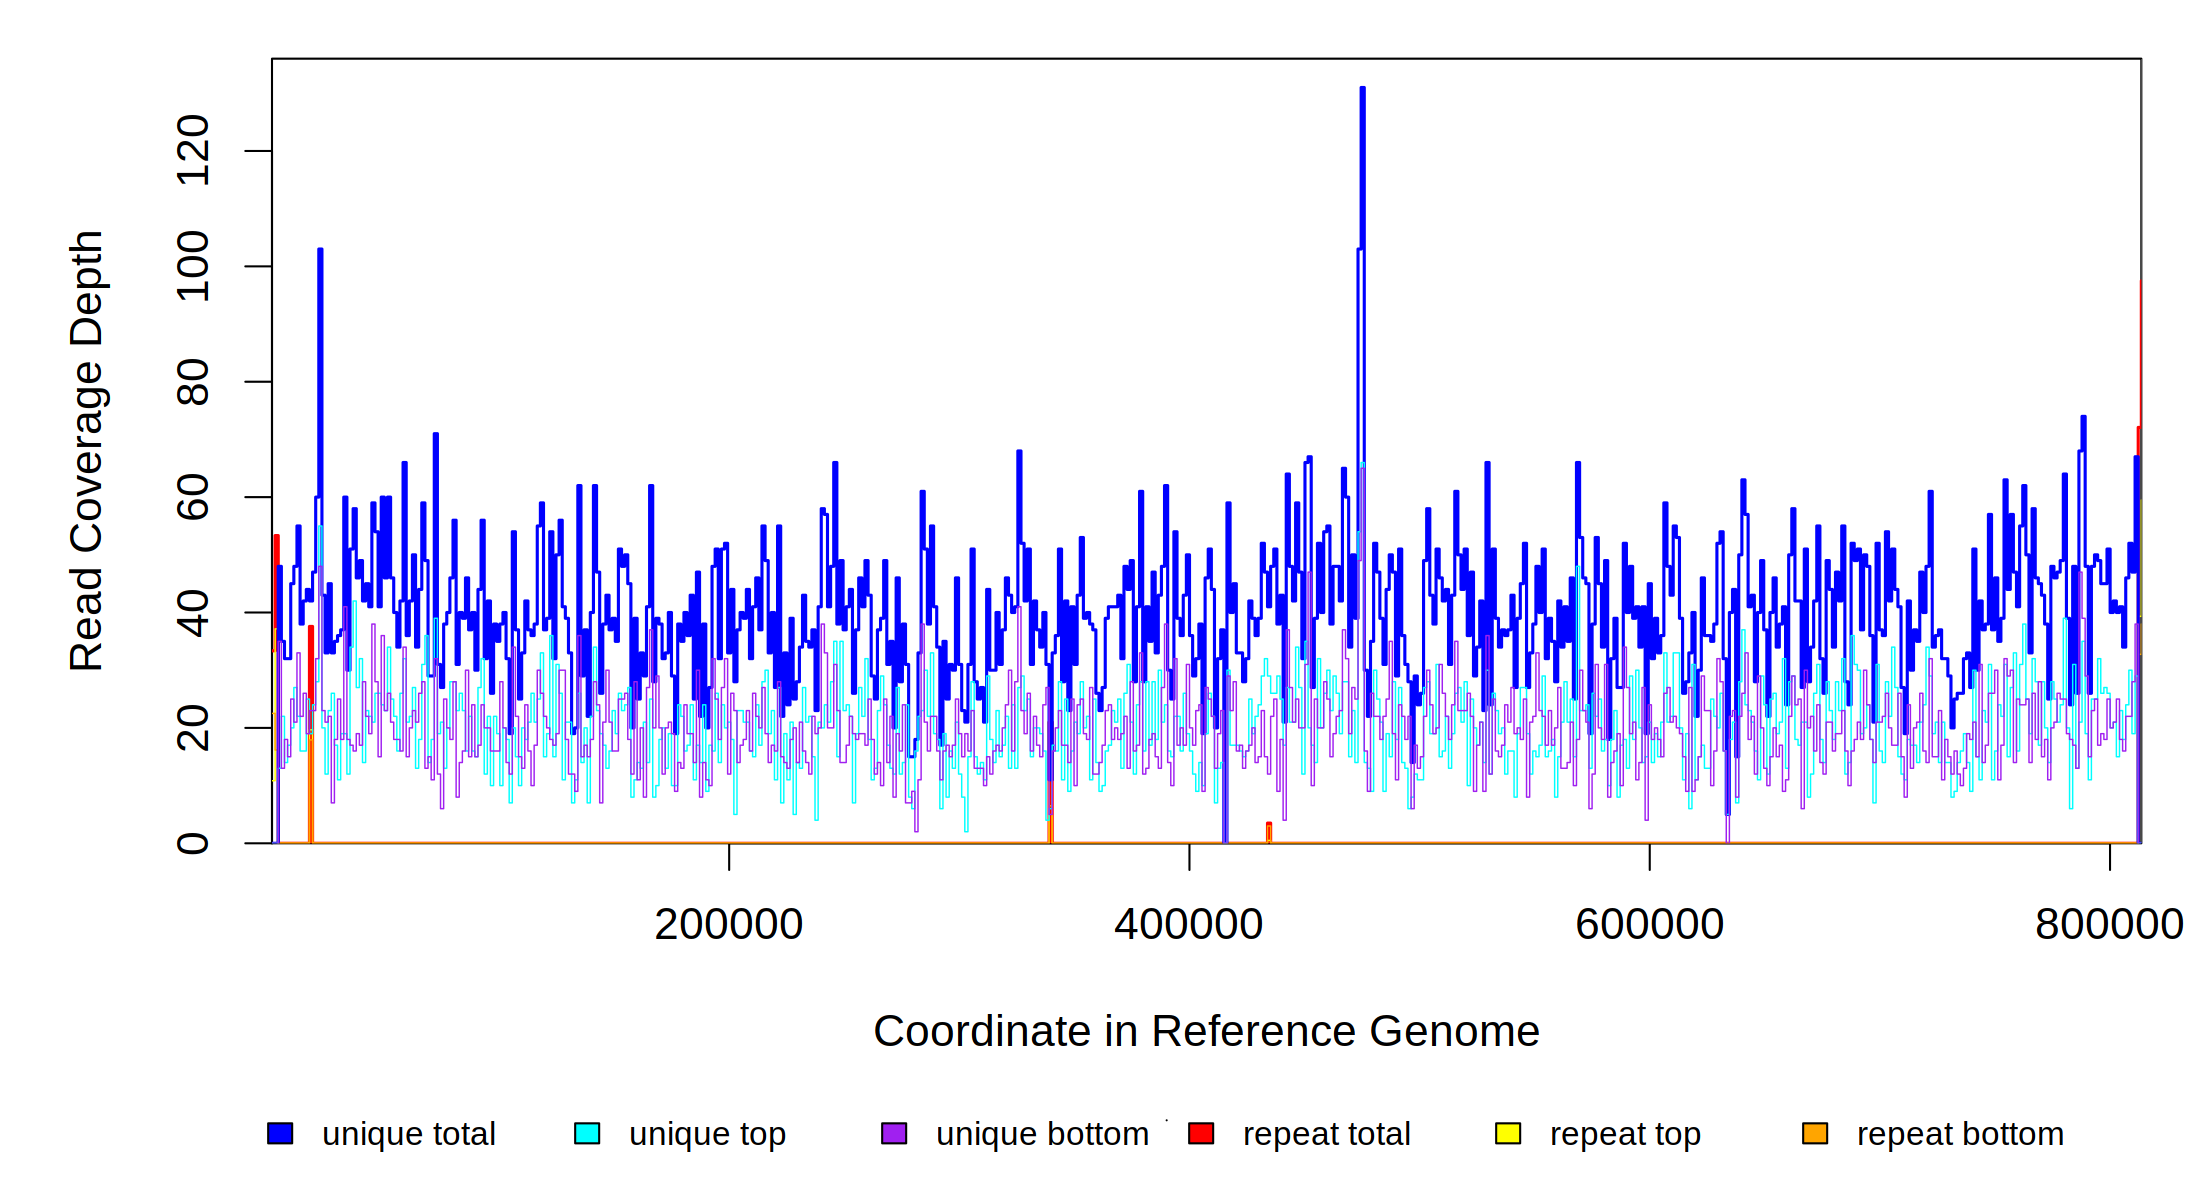 Read Coverage Depth
120
100
80
60
40
20
0
200000 400000 600000 800000
Coordinate in Reference Genome
unique total unique top unique bottom repeat total repeat top repeat bottom